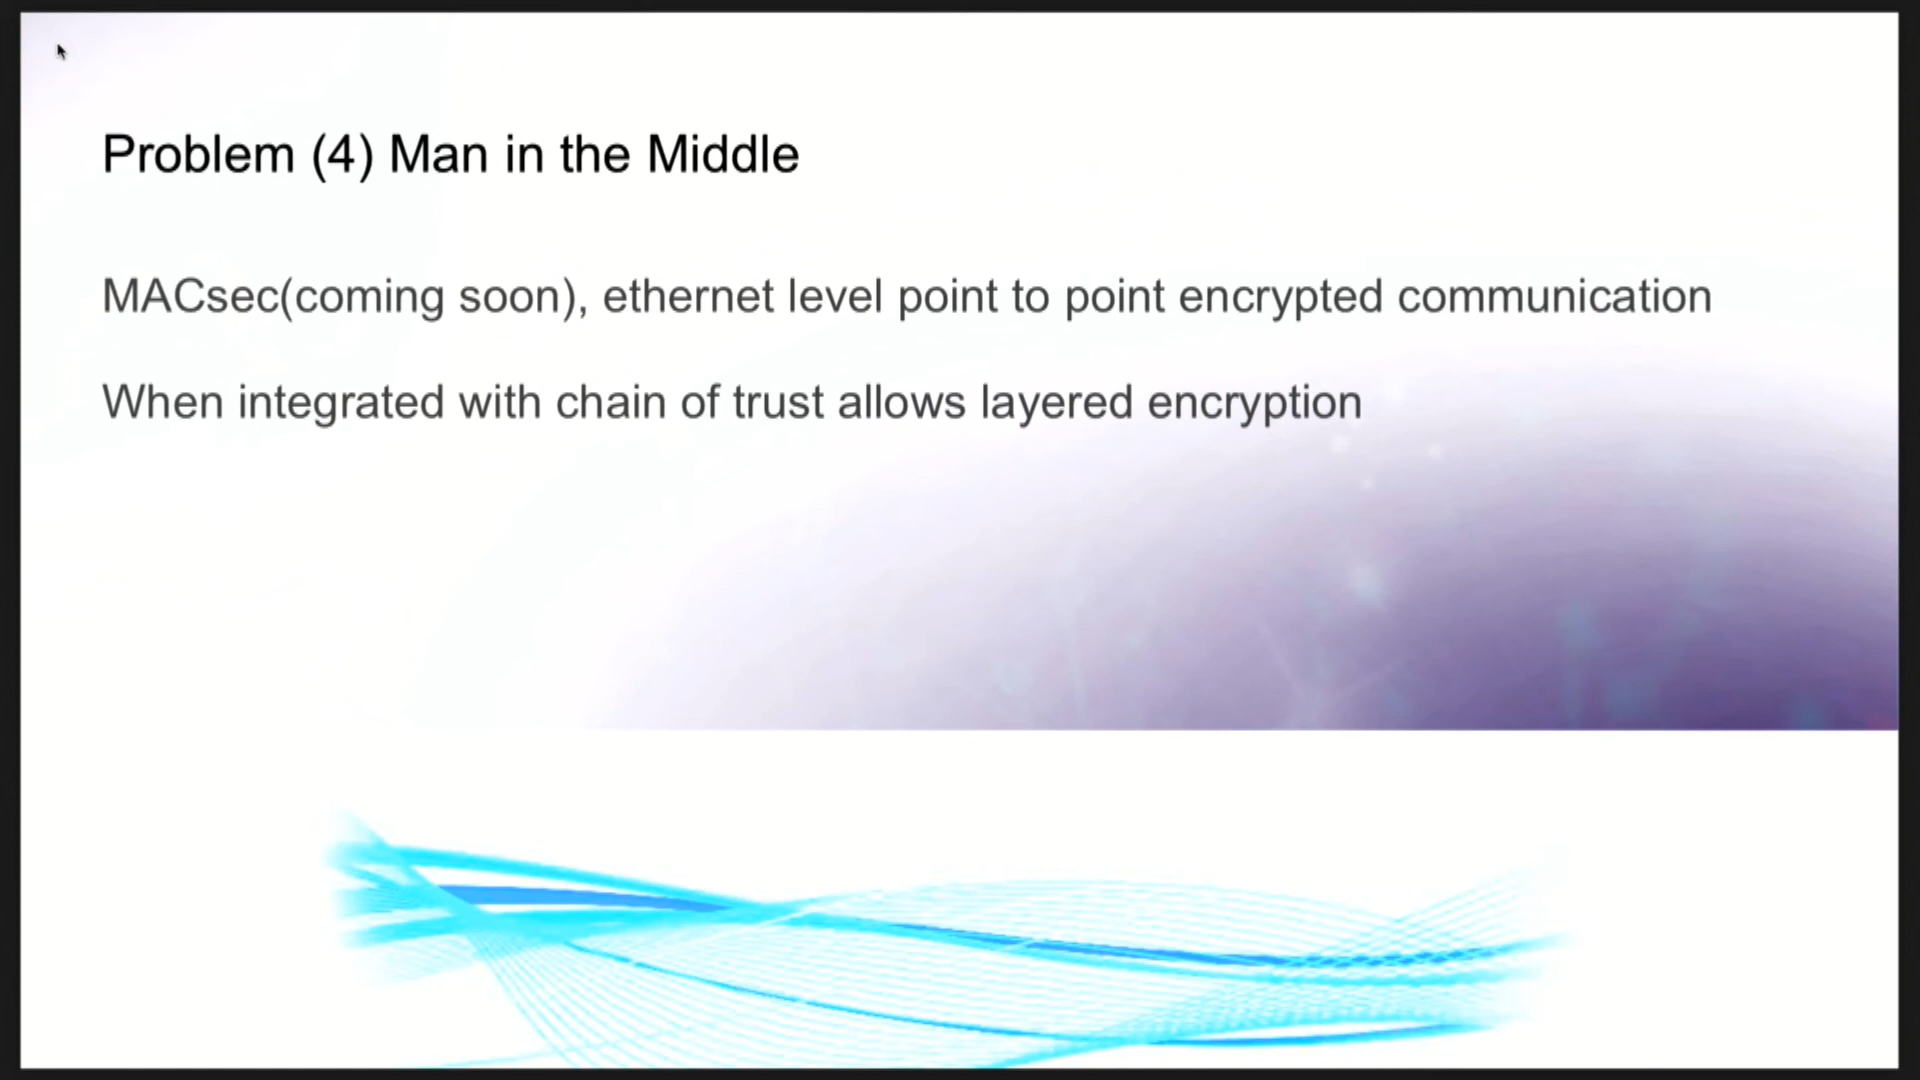 Problem (4) Man in the Middle
MACsec(coming soon), ethernet level point to point encrypted communication
When integrated with chain of trust allows layered encryption